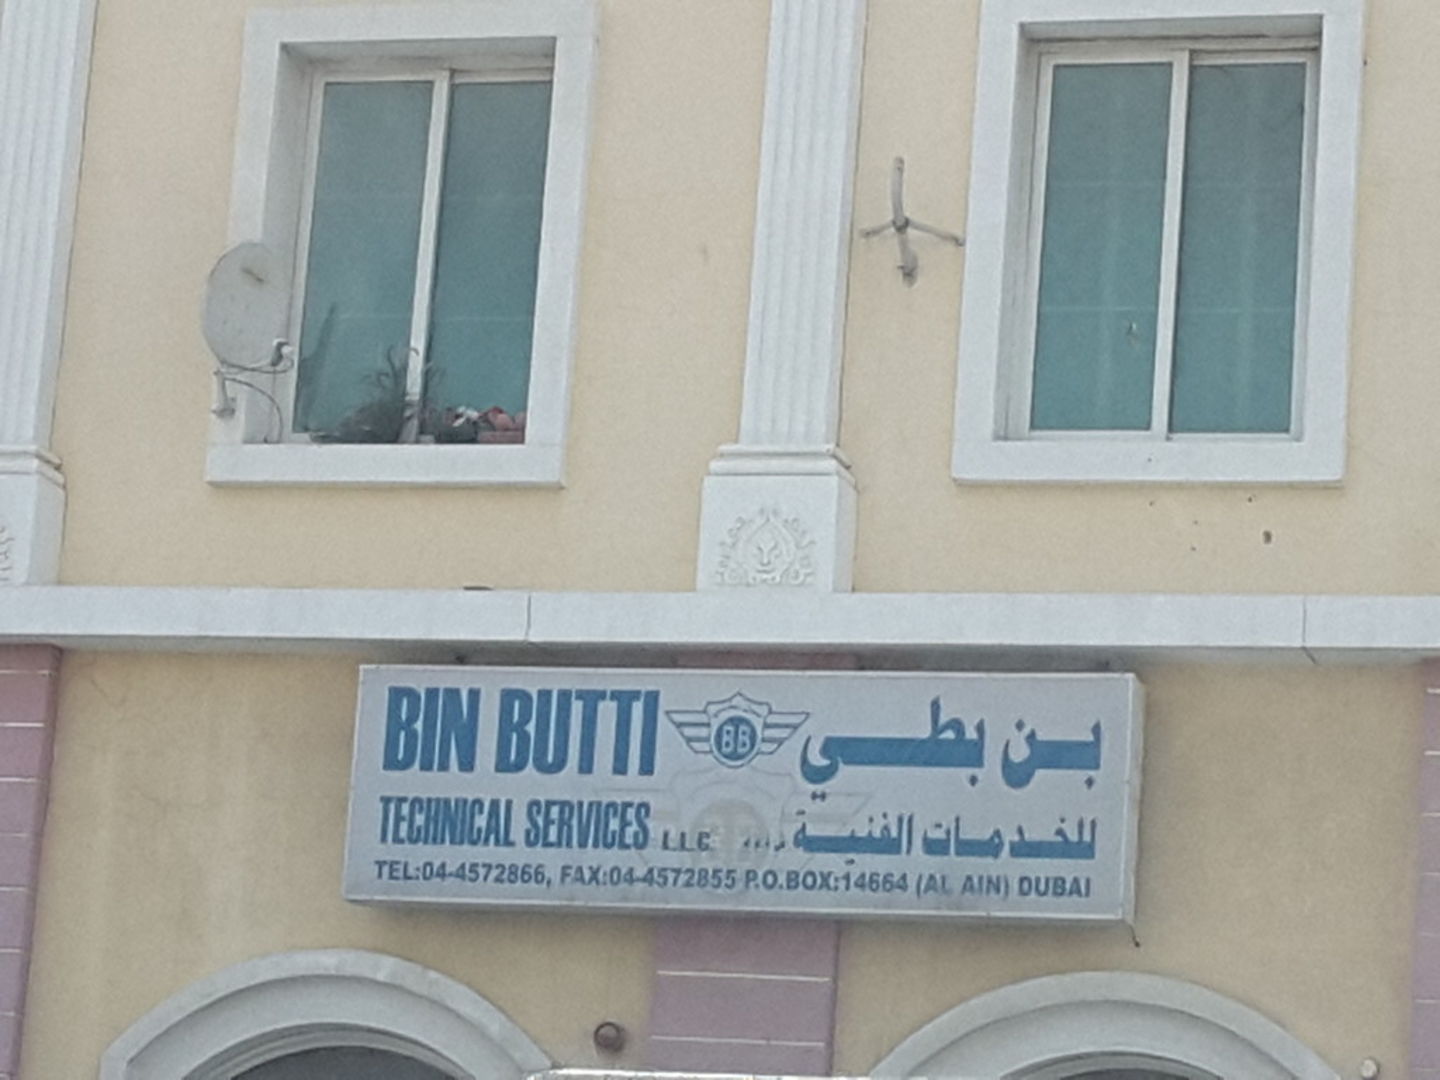 BIN BUTTI BB بن بطي
TECHNICAL SERVICES L.L.C للخدمات الفنية
TEL:04-4572866, FAX:04-4572855 P.O.BOX:14664 (AL AIN) DUBAI